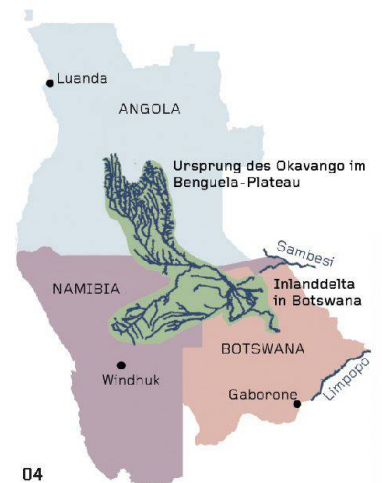 Luanda
ANGOLA
Ursprung des Okavango im
Benguela-Plateau
Sambesi
NAMIBIA
Inlanddelta
in Botswana
BOTSWANA
Windhuk
Limpopo
Gaborone
04